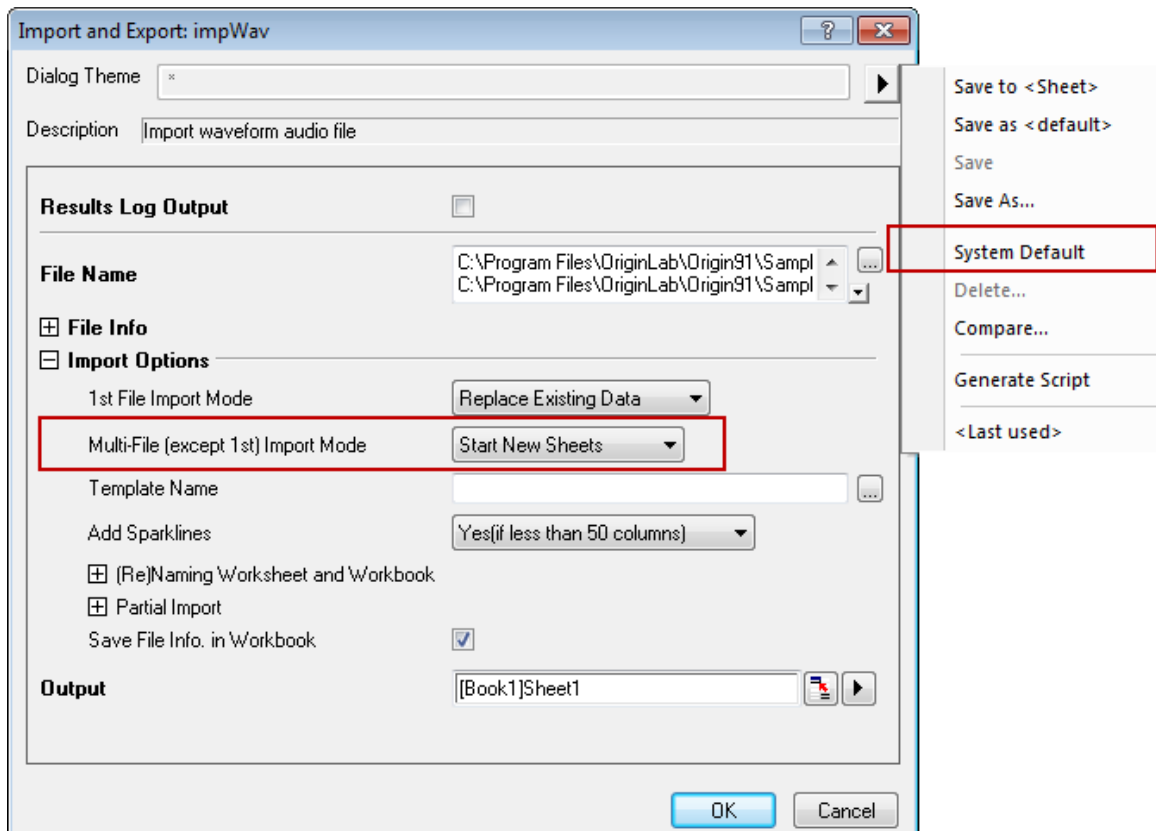 Import and Export: impWav
Dialog Theme *
Description Import waveform audio file
Results Log Output
File Name C:\Program Files\OriginLab\Origin91\Sampl
C:\Program Files\OriginLab\Origin91\Sampl
File Info
Import Options
1st File Import Mode Replace Existing Data
Multi-File (except 1st) Import Mode Start New Sheets
Template Name
Add Sparklines Yes(if less than 50 columns)
(Re)Naming Worksheet and Workbook
Partial Import
Save File Info. in Workbook
Output [Book1]Sheet1
OK Cancel
Save to <Sheet>
Save as <default>
Save
Save As...
System Default
Delete...
Compare...
Generate Script
<Last used>